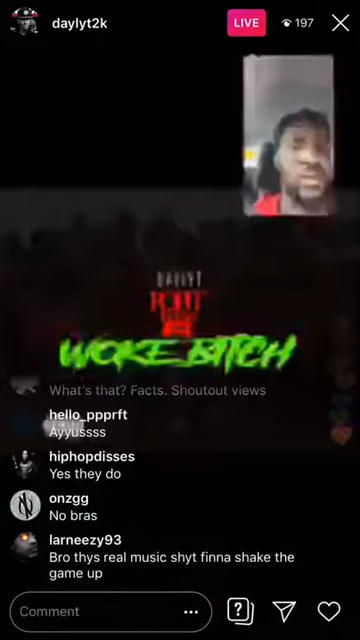 daylyt2k
LIVE
197
DAYLYT
WOKE BITCH
What's that? Facts. Shoutout views
hello_ppprft
Ayyussss
hiphopdisses
Yes they do
onzgg
No bras
larneezy93
Bro thys real music shyt finna shake the
game up
Comment